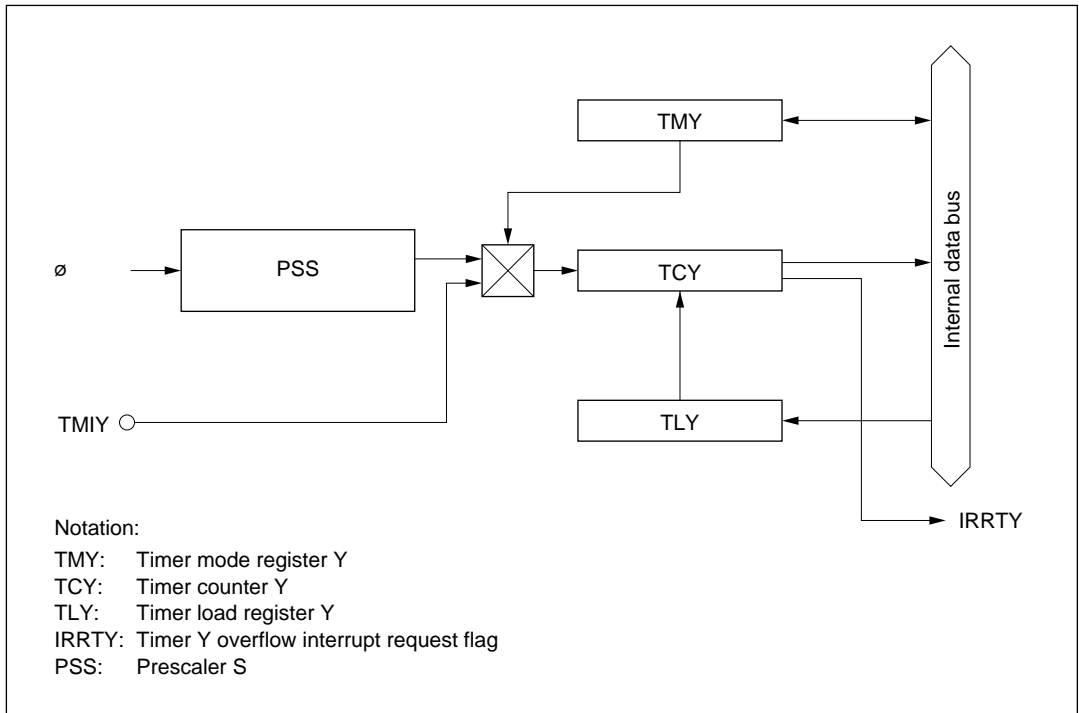 TMY
ø
PSS
TCY
Internal data bus
TMIY
TLY
IRRTY
Notation:
TMY: Timer mode register Y
TCY: Timer counter Y
TLY: Timer load register Y
IRRTY: Timer Y overflow interrupt request flag
PSS: Prescaler S